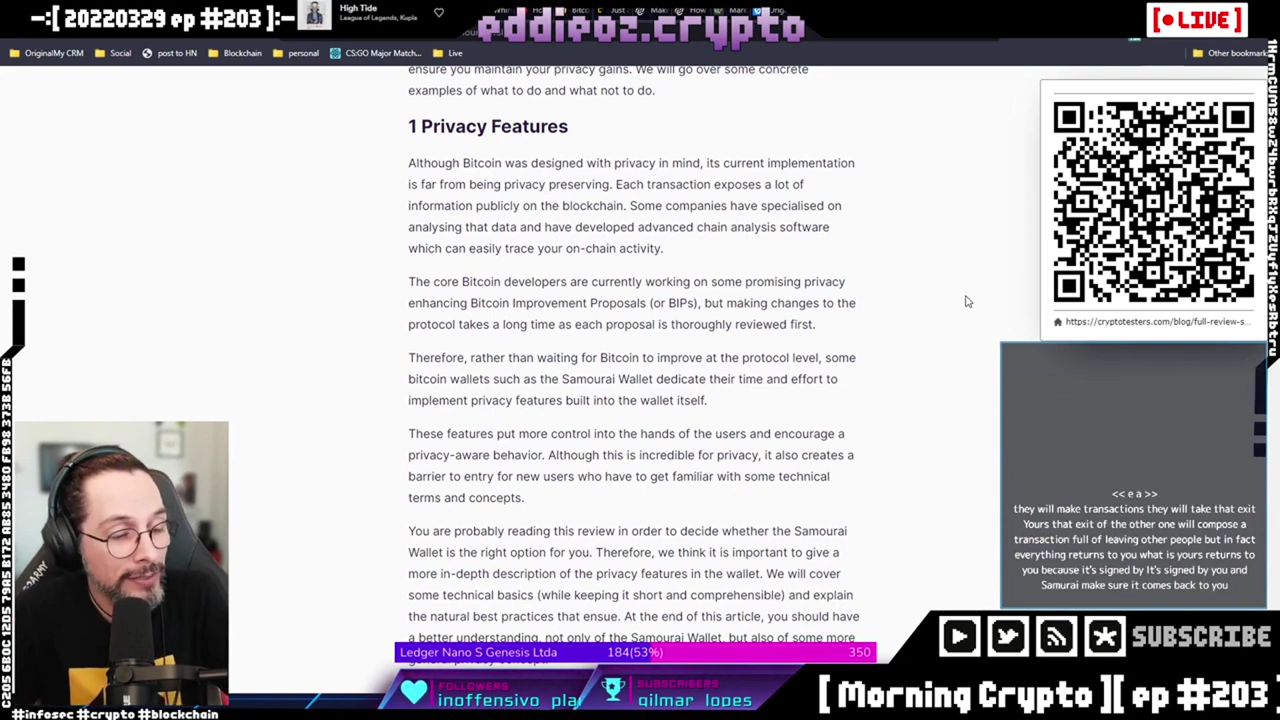 -:[ 20220329 ep #203 ]:-
High Tide
League of Legends, Kupla
eddieoz.crypto
[● LIVE]
OriginalMy CRM
Social
post to HN
Blockchain
personal
CS:GO Major Match...
Live
Other bookmark
ensure you maintain your privacy gains. We will go over some concrete
examples of what to do and what not to do.
1 Privacy Features
Although Bitcoin was designed with privacy in mind, its current implementation
is far from being privacy preserving. Each transaction exposes a lot of
information publicly on the blockchain. Some companies have specialised on
analysing that data and have developed advanced chain analysis software
which can easily trace your on-chain activity.
The core Bitcoin developers are currently working on some promising privacy
enhancing Bitcoin Improvement Proposals (or BIPs), but making changes to the
protocol takes a long time as each proposal is thoroughly reviewed first.
Therefore, rather than waiting for Bitcoin to improve at the protocol level, some
bitcoin wallets such as the Samourai Wallet dedicate their time and effort to
implement privacy features built into the wallet itself.
These features put more control into the hands of the users and encourage a
privacy-aware behavior. Although this is incredible for privacy, it also creates a
barrier to entry for new users who have to get familiar with some technical
terms and concepts.
You are probably reading this review in order to decide whether the Samourai
Wallet is the right option for you. Therefore, we think it is important to give a
more in-depth description of the privacy features in the wallet. We will cover
some technical basics (while keeping it short and comprehensible) and explain
the natural best practices that ensue. At the end of this article, you should have
a better understanding, not only of the Samourai Wallet, but also of some more
https://cryptotesters.com/blog/full-review-s...
<< e a >>
they will make transactions they will take that exit
Yours that exit of the other one will compose a
transaction full of leaving other people but in fact
everything returns to you what is yours returns to
you because it's signed by It's signed by you and
Samurai make sure it comes back to you
Ledger Nano S Genesis Ltda 184(53%) 350
FOLLOWERS
inoffensivo_pla
SUBSCRIBERS
gilmar_lopes
SUBSCRIBE
[ Morning Crypto ][ ep #203
#infosec #crypto #blockchain